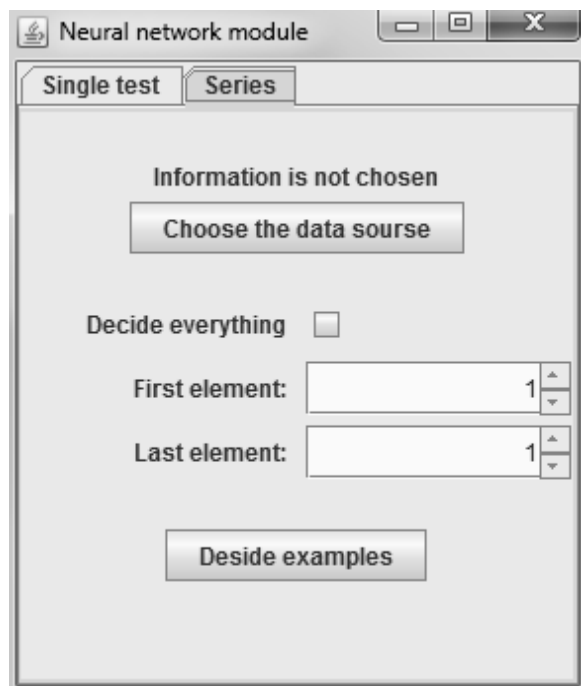 Neural network module
Single test Series
Information is not chosen
Choose the data sourse
Decide everything
First element: 1
Last element: 1
Deside examples